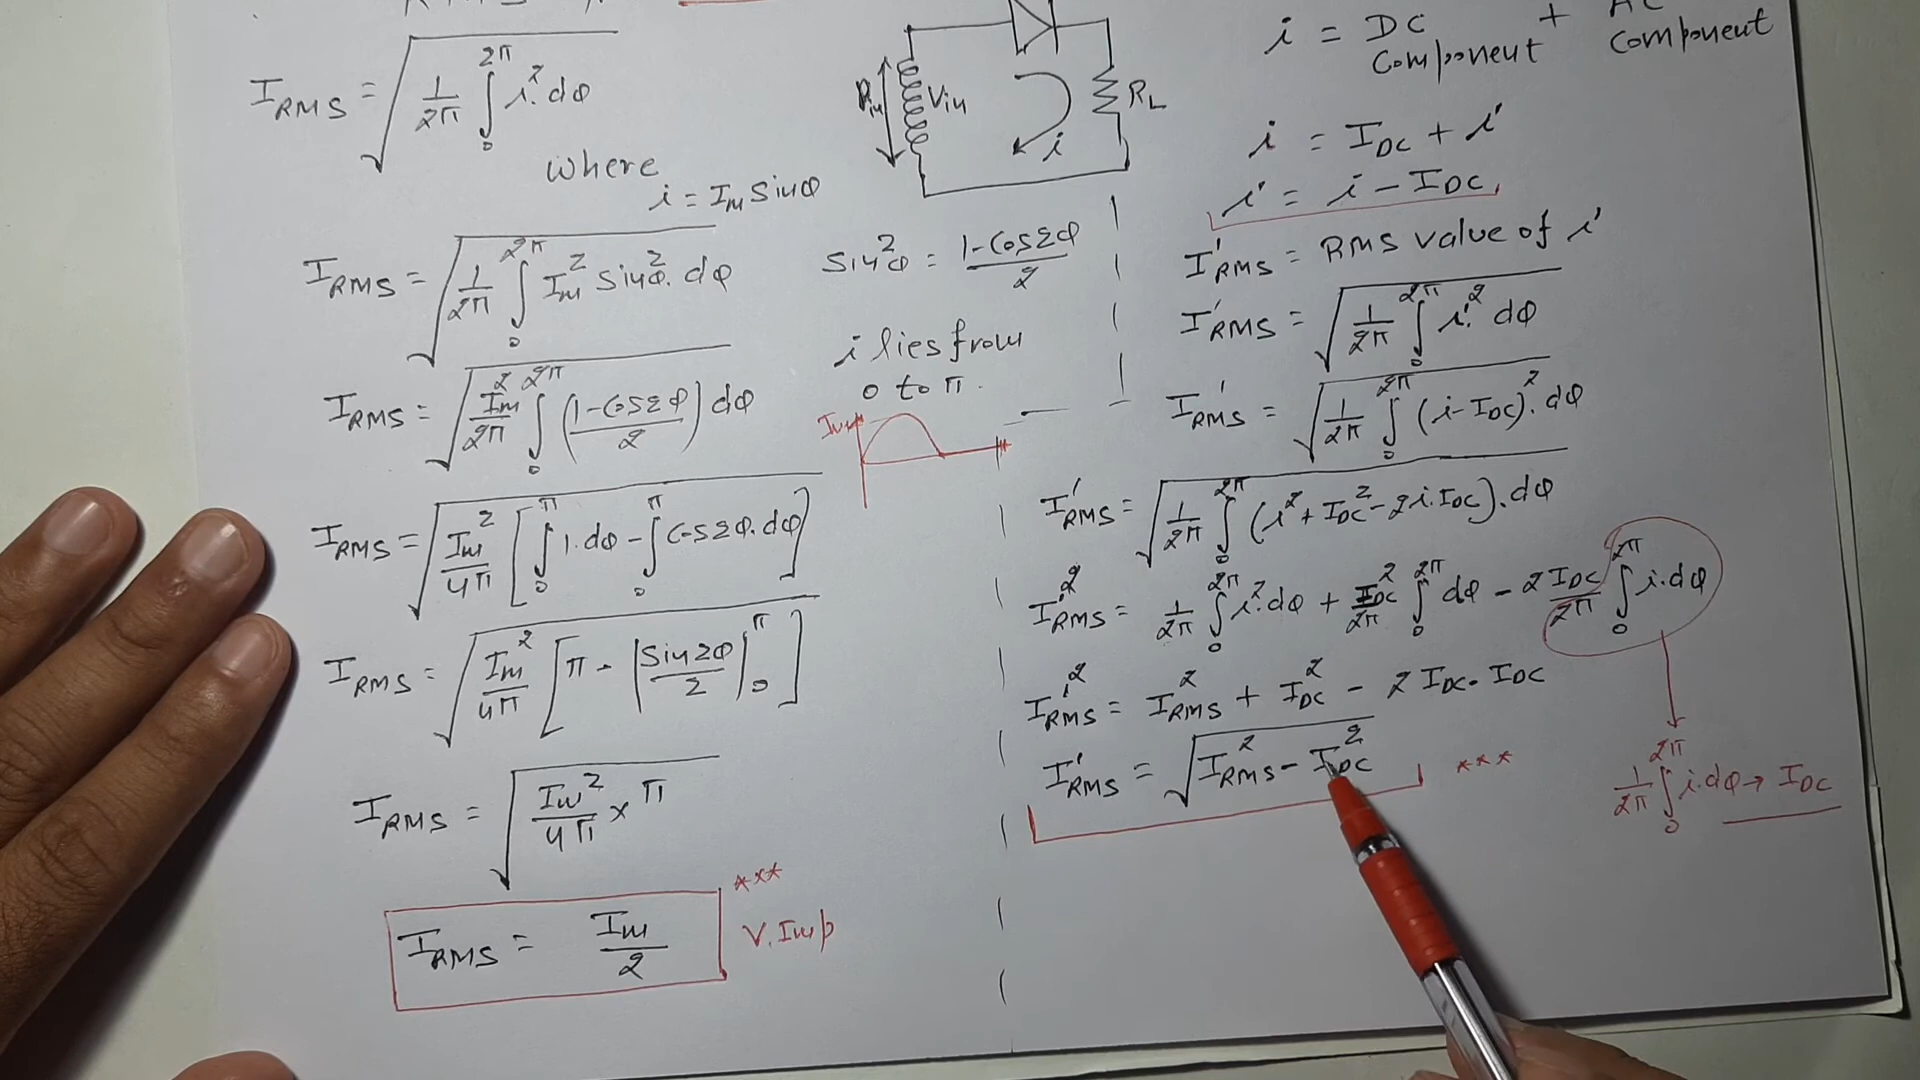 I_RMS = √(1/2π ∫₀^2π i². dφ)
where
i = I_m Sinφ
I_RMS = √(1/2π ∫₀^2π I_m² Sin²φ. dφ)
I_RMS = √(I_m²/2π ∫₀^2π ((1-Cos2φ)/2) dφ)
I_RMS = √(I_m²/4π [∫₀^π 1. dφ - ∫₀^π Cos2φ. dφ])
I_RMS = √(I_m²/4π [π - |Sin2φ/2|₀^π])
I_RMS = √(I_m²/4π × π)
I_RMS = I_m/2
***
V. Imp
V_in
R_L
i
Sin²φ = (1-Cos2φ)/2
i lies from
0 to π.
I_m
i = DC component + AC component
i = I_DC + i'
i' = i - I_DC
I'_RMS = RMS value of i'
I'_RMS = √(1/2π ∫₀^2π i'². dφ)
I'_RMS = √(1/2π ∫₀^2π (i-I_DC)². dφ)
I'_RMS = √(1/2π ∫₀^2π (i² + I_DC² - 2i.I_DC). dφ)
I'²_RMS = 1/2π ∫₀^2π i². dφ + I_DC²/2π ∫₀^2π dφ - 2 I_DC/2π ∫₀^2π i. dφ
I'²_RMS = I²_RMS + I²_DC - 2 I_DC. I_DC
I'_RMS = √(I²_RMS - I²_DC) ***
1/2π ∫₀^2π i. dφ → I_DC